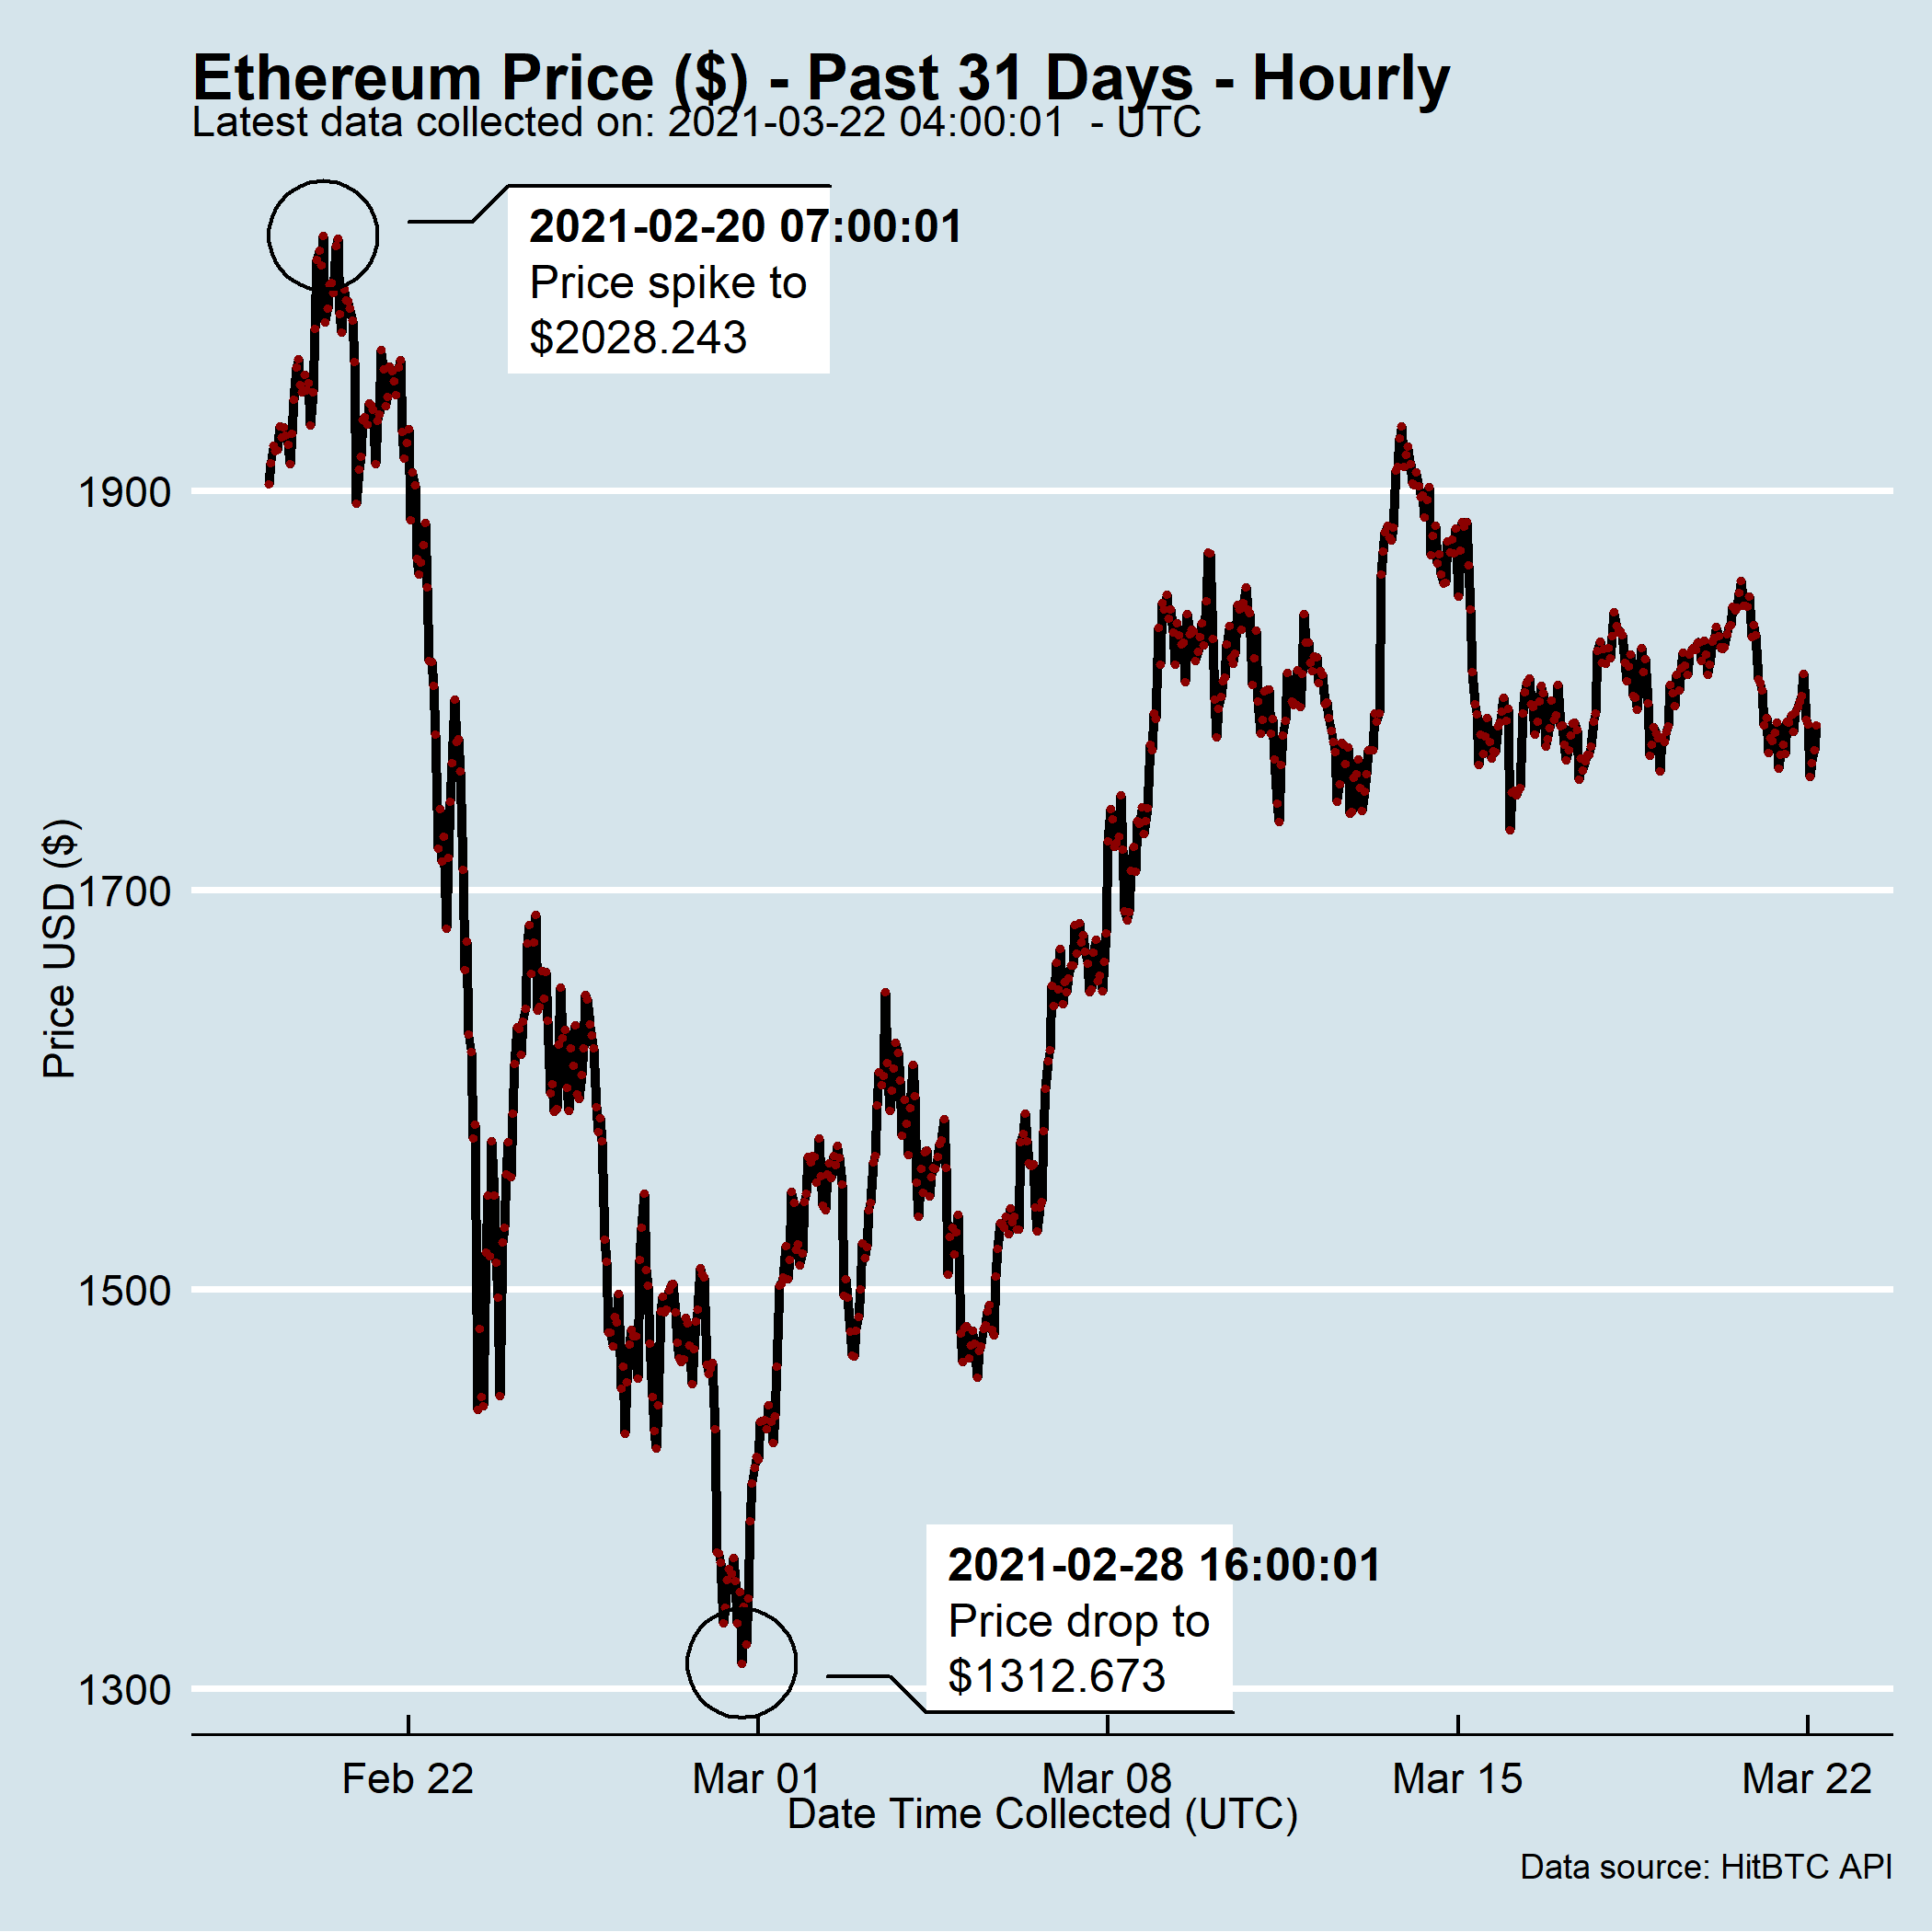 Ethereum Price ($) - Past 31 Days - Hourly
Latest data collected on: 2021-03-22 04:00:01  - UTC
2021-02-20 07:00:01
Price spike to
$2028.243
1900
1700
1500
1300
Price USD ($)
2021-02-28 16:00:01
Price drop to
$1312.673
Feb 22
Mar 01
Mar 08
Mar 15
Mar 22
Date Time Collected (UTC)
Data source: HitBTC API